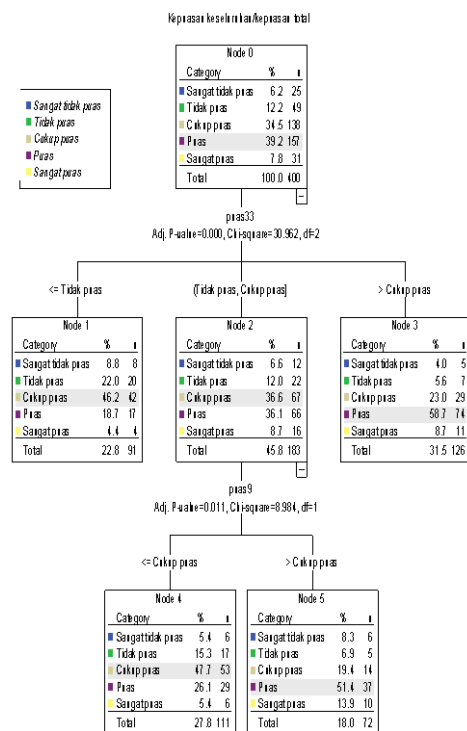 Kepuasan keseluruhan/kepuasan total
Node 0
Category % n
Sangat tidak puas 6.2 25
Tidak puas 12.2 49
Cukup puas 34.5 138
Puas 39.2 157
Sangat puas 7.8 31
Total 100.0 400
Sangat tidak puas
Tidak puas
Cukup puas
Puas
Sangat puas
puas33
Adj. P-value=0.000, Chi-square=30.962, df=2
<= Tidak puas
(Tidak puas, Cukup puas]
> Cukup puas
Node 1
Category % n
Sangat tidak puas 8.8 8
Tidak puas 22.0 20
Cukup puas 46.2 42
Puas 18.7 17
Sangat puas 4.4 4
Total 22.8 91
Node 2
Category % n
Sangat tidak puas 6.6 12
Tidak puas 12.0 22
Cukup puas 36.6 67
Puas 36.1 66
Sangat puas 8.7 16
Total 45.8 183
Node 3
Category % n
Sangat tidak puas 4.0 5
Tidak puas 5.6 7
Cukup puas 23.0 29
Puas 58.7 74
Sangat puas 8.7 11
Total 31.5 126
puas9
Adj. P-value=0.011, Chi-square=8.984, df=1
<= Cukup puas
> Cukup puas
Node 4
Category % n
Sangat tidak puas 5.4 6
Tidak puas 15.3 17
Cukup puas 47.7 53
Puas 26.1 29
Sangat puas 5.4 6
Total 27.8 111
Node 5
Category % n
Sangat tidak puas 8.3 6
Tidak puas 6.9 5
Cukup puas 19.4 14
Puas 51.4 37
Sangat puas 13.9 10
Total 18.0 72